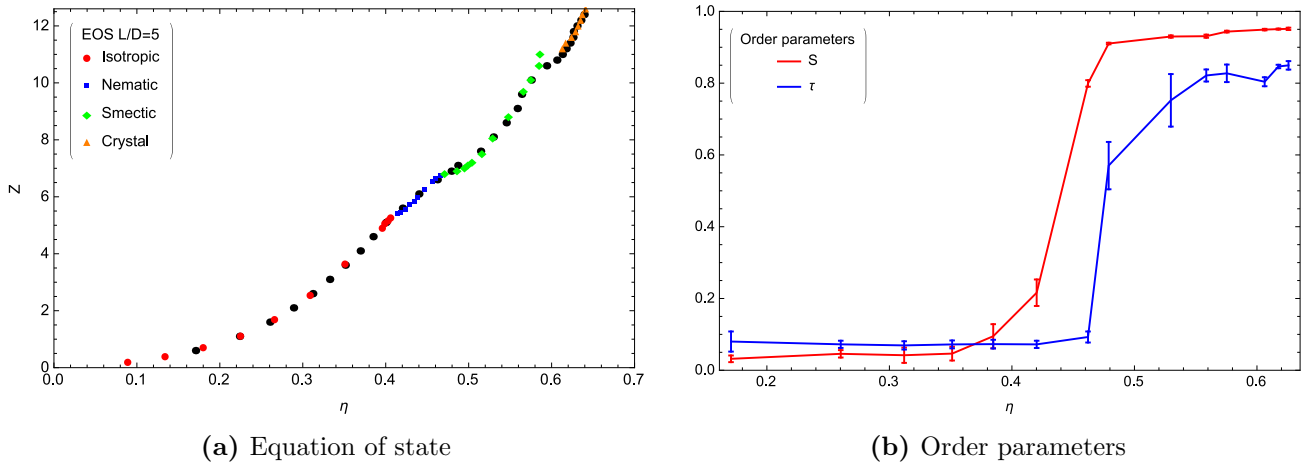 12
10
8
6
4
2
0
Z
EOS L/D=5
Isotropic
Nematic
Smectic
Crystal
0.0 0.1 0.2 0.3 0.4 0.5 0.6 0.7
η
(a) Equation of state
1.0
0.8
0.6
0.4
0.2
0.0
Order parameters
S
τ
0.2 0.3 0.4 0.5 0.6
η
(b) Order parameters